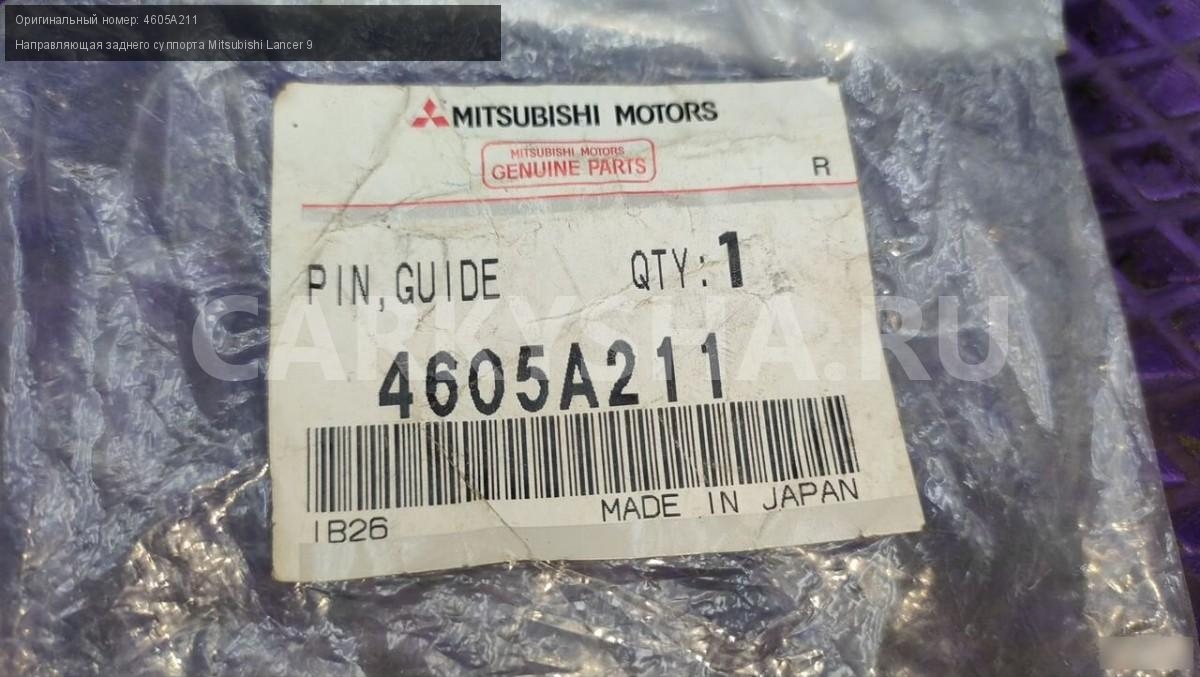 Оригинальный номер: 4605A211
Направляющая заднего суппорта Mitsubishi Lancer 9
MITSUBISHI MOTORS
MITSUBISHI MOTORS
GENUINE PARTS
R
PIN, GUIDE QTY: 1
CARKYSHA.RU
4605A211
IB26 MADE IN JAPAN